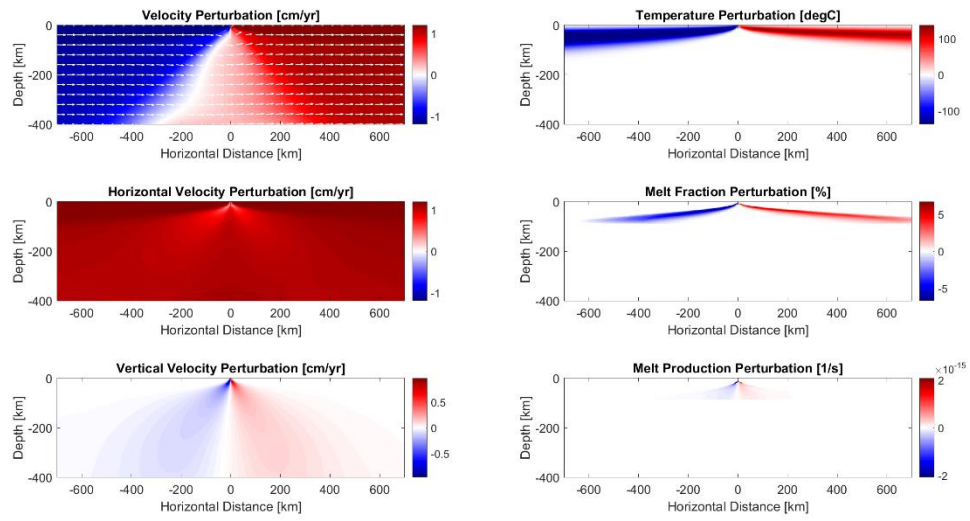 Velocity Perturbation [cm/yr]
0
-200
-400
Depth [km]
-600 -400 -200 0 200 400 600
Horizontal Distance [km]
1
0
-1
Temperature Perturbation [degC]
0
-200
-400
Depth [km]
-600 -400 -200 0 200 400 600
Horizontal Distance [km]
100
0
-100
Horizontal Velocity Perturbation [cm/yr]
0
-200
-400
Depth [km]
-600 -400 -200 0 200 400 600
Horizontal Distance [km]
1
0
-1
Melt Fraction Perturbation [%]
0
-200
-400
Depth [km]
-600 -400 -200 0 200 400 600
Horizontal Distance [km]
5
0
-5
Vertical Velocity Perturbation [cm/yr]
0
-200
-400
Depth [km]
-600 -400 -200 0 200 400 600
Horizontal Distance [km]
0.5
0
-0.5
Melt Production Perturbation [1/s]
0
-200
-400
Depth [km]
-600 -400 -200 0 200 400 600
Horizontal Distance [km]
×10⁻¹⁵
2
0
-2